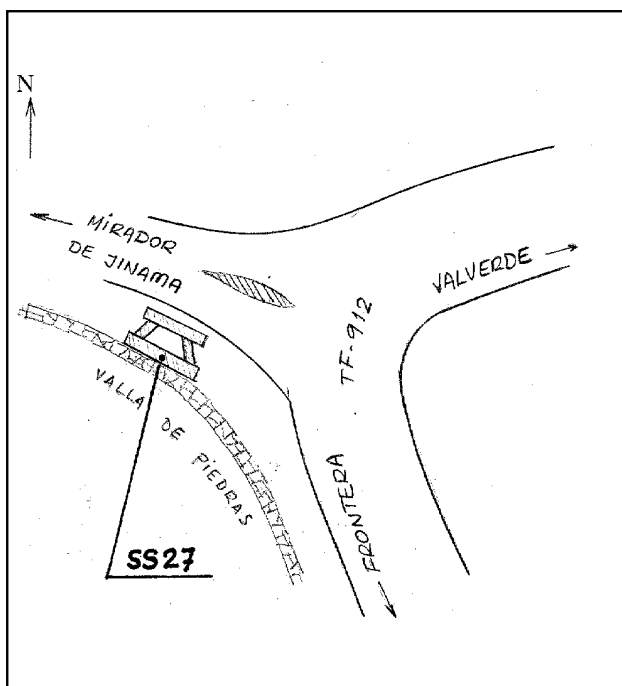 N
MIRADOR
DE JINAMA
VALVERDE
TF-912
VALLA DE PIEDRAS
FRONTERA
SS27